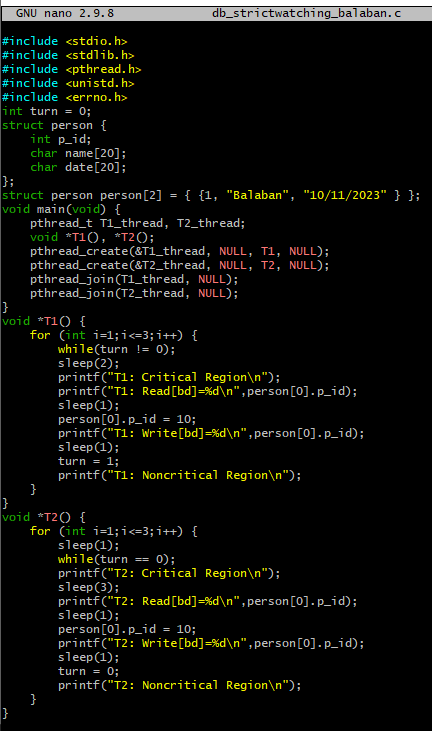 GNU nano 2.9.8 db_strictwatching_balaban.c
#include <stdio.h>
#include <stdlib.h>
#include <pthread.h>
#include <unistd.h>
#include <errno.h>
int turn = 0;
struct person {
    int p_id;
    char name[20];
    char date[20];
};
struct person person[2] = { {1, "Balaban", "10/11/2023" } };
void main(void) {
    pthread_t T1_thread, T2_thread;
    void *T1(), *T2();
    pthread_create(&T1_thread, NULL, T1, NULL);
    pthread_create(&T2_thread, NULL, T2, NULL);
    pthread_join(T1_thread, NULL);
    pthread_join(T2_thread, NULL);
}
void *T1() {
    for (int i=1;i<=3;i++) {
        while(turn != 0);
        sleep(2);
        printf("T1: Critical Region\n");
        printf("T1: Read[bd]=%d\n",person[0].p_id);
        sleep(1);
        person[0].p_id = 10;
        printf("T1: Write[bd]=%d\n",person[0].p_id);
        sleep(1);
        turn = 1;
        printf("T1: Noncritical Region\n");
    }
}
void *T2() {
    for (int i=1;i<=3;i++) {
        sleep(1);
        while(turn == 0);
        printf("T2: Critical Region\n");
        sleep(3);
        printf("T2: Read[bd]=%d\n",person[0].p_id);
        sleep(1);
        person[0].p_id = 10;
        printf("T2: Write[bd]=%d\n",person[0].p_id);
        sleep(1);
        turn = 0;
        printf("T2: Noncritical Region\n");
    }
}